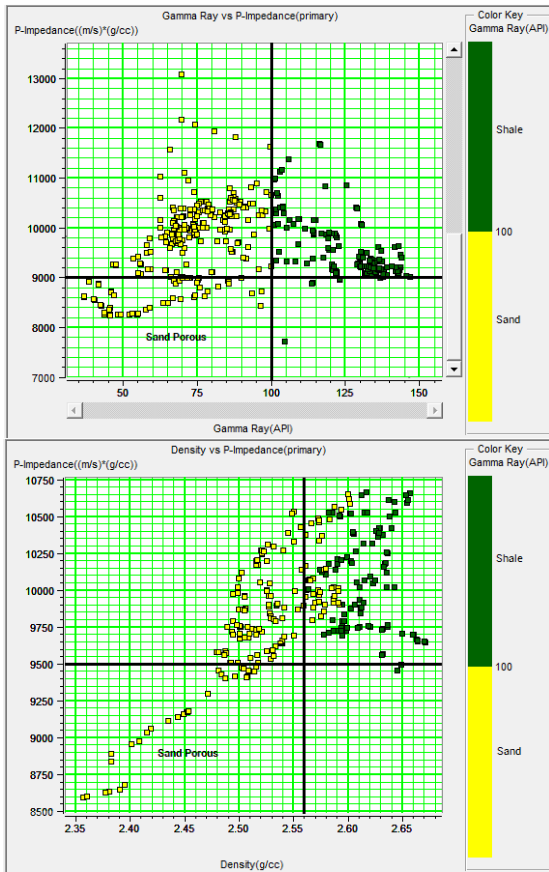 Gamma Ray vs P-Impedance(primary)
P-Impedance((m/s)*(g/cc))
13000
12000
11000
10000
9000
8000
7000
Sand Porous
50
75
100
125
150
Gamma Ray(API)
Color Key
Gamma Ray(API)
Shale
100
Sand
Density vs P-Impedance(primary)
P-Impedance((m/s)*(g/cc))
10750
10500
10250
10000
9750
9500
9250
9000
8750
8500
Sand Porous
2.35
2.40
2.45
2.50
2.55
2.60
2.65
Density(g/cc)
Color Key
Gamma Ray(API)
Shale
100
Sand